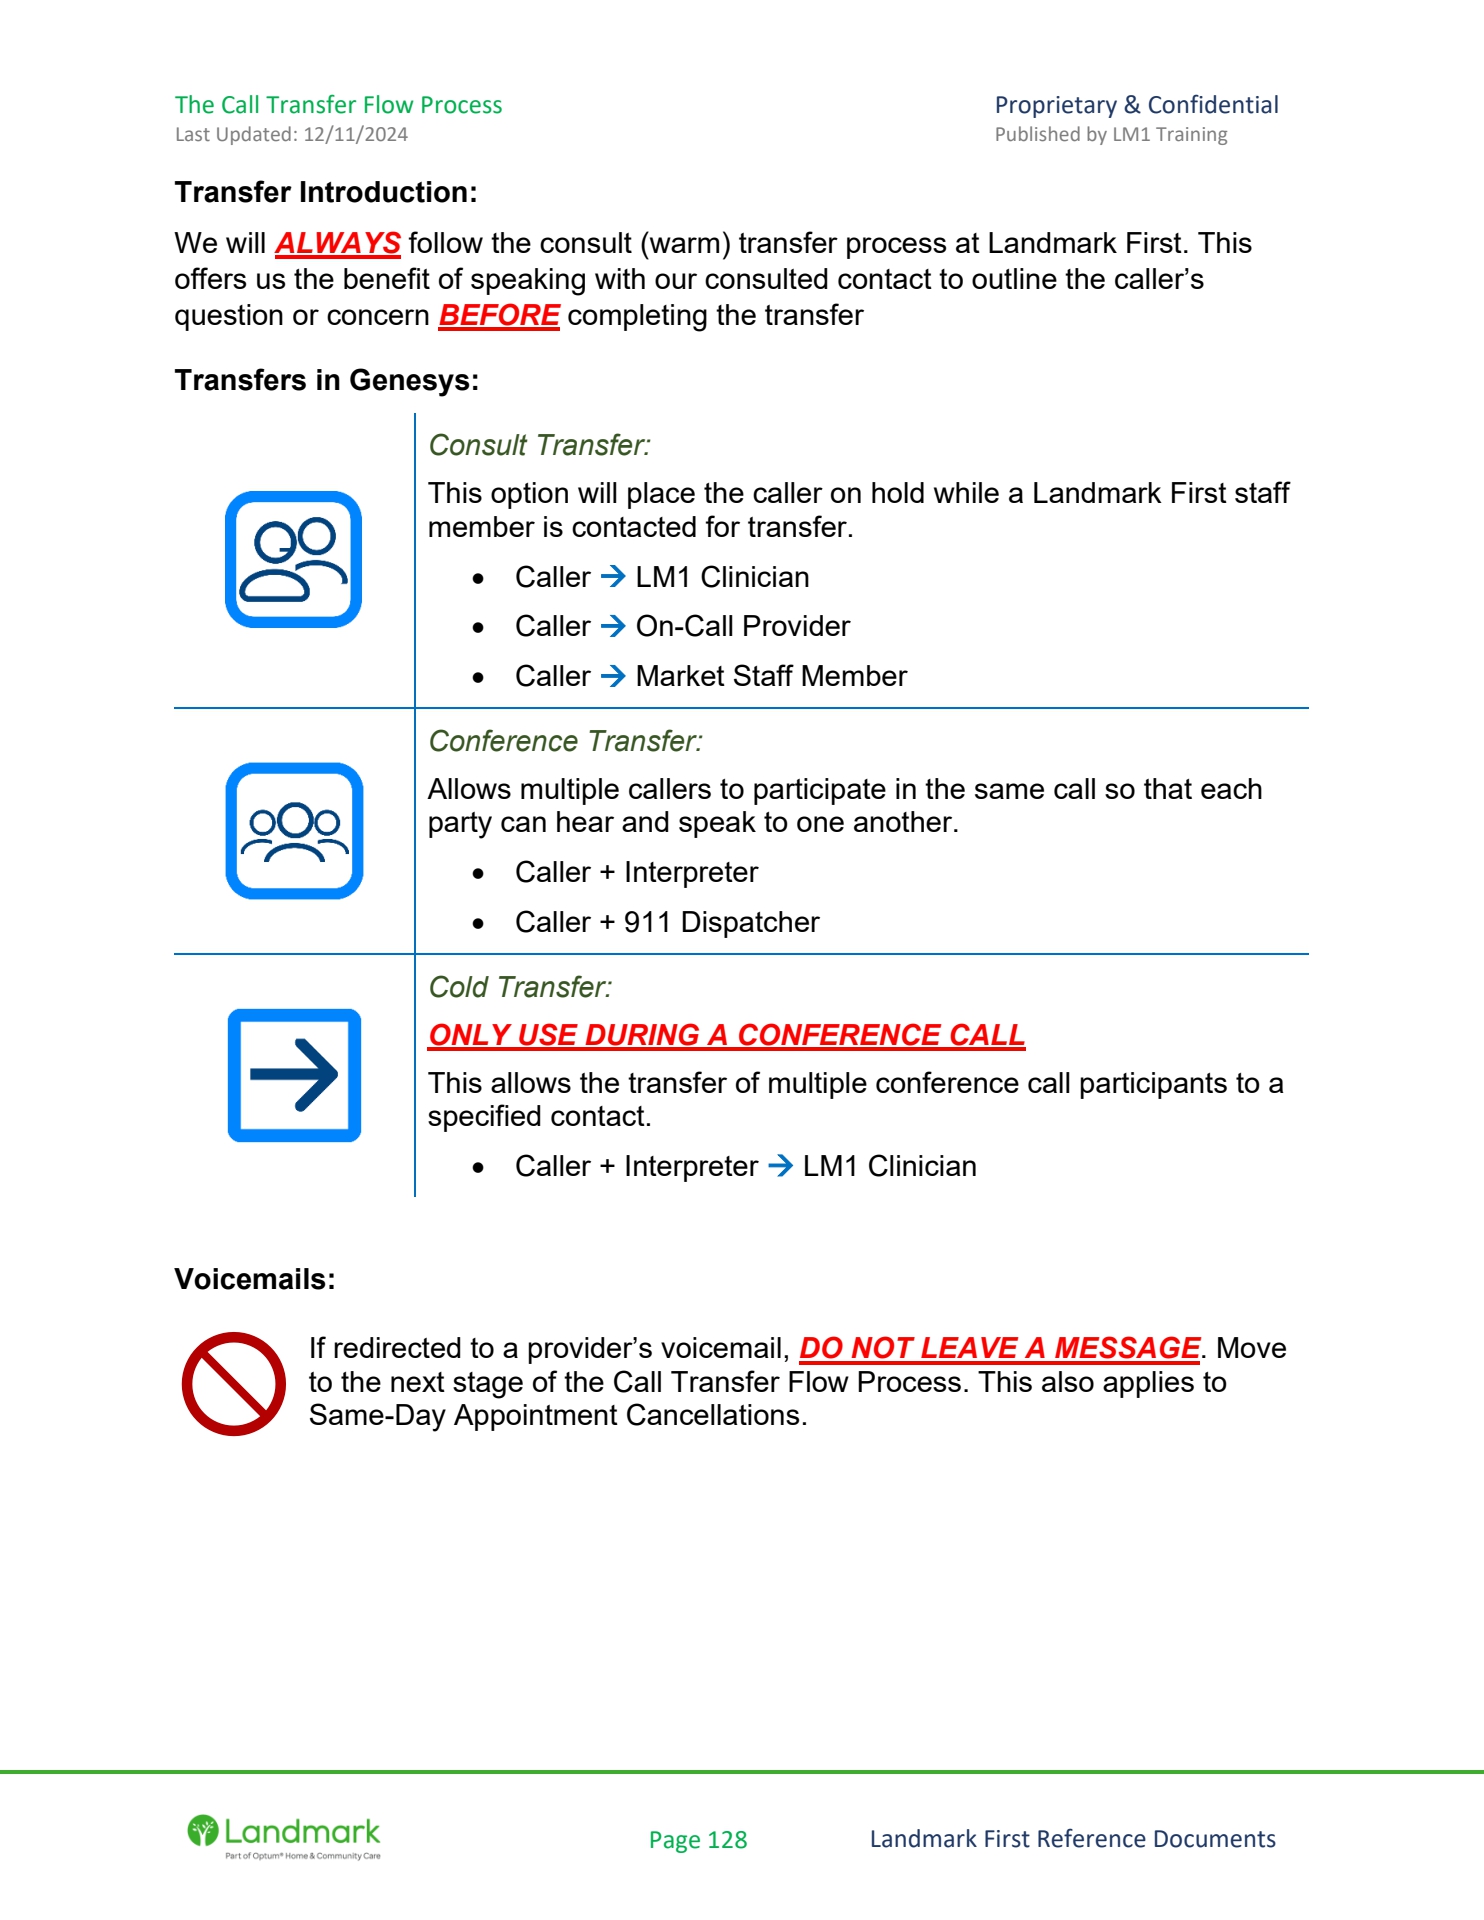 The Call Transfer Flow Process
Proprietary & Confidential
Last Updated: 12/11/2024
Published by LM1 Training
Transfer Introduction:
We will ALWAYS follow the consult (warm) transfer process at Landmark First. This
offers us the benefit of speaking with our consulted contact to outline the caller’s
question or concern BEFORE completing the transfer
Transfers in Genesys:
Consult Transfer:
This option will place the caller on hold while a Landmark First staff
member is contacted for transfer.
• Caller → LM1 Clinician
• Caller → On-Call Provider
• Caller → Market Staff Member
Conference Transfer:
Allows multiple callers to participate in the same call so that each
party can hear and speak to one another.
• Caller + Interpreter
• Caller + 911 Dispatcher
Cold Transfer:
ONLY USE DURING A CONFERENCE CALL
This allows the transfer of multiple conference call participants to a
specified contact.
• Caller + Interpreter → LM1 Clinician
Voicemails:
If redirected to a provider’s voicemail, DO NOT LEAVE A MESSAGE. Move
to the next stage of the Call Transfer Flow Process. This also applies to
Same-Day Appointment Cancellations.
Landmark
Part of Optum® Home & Community Care
Page 128
Landmark First Reference Documents